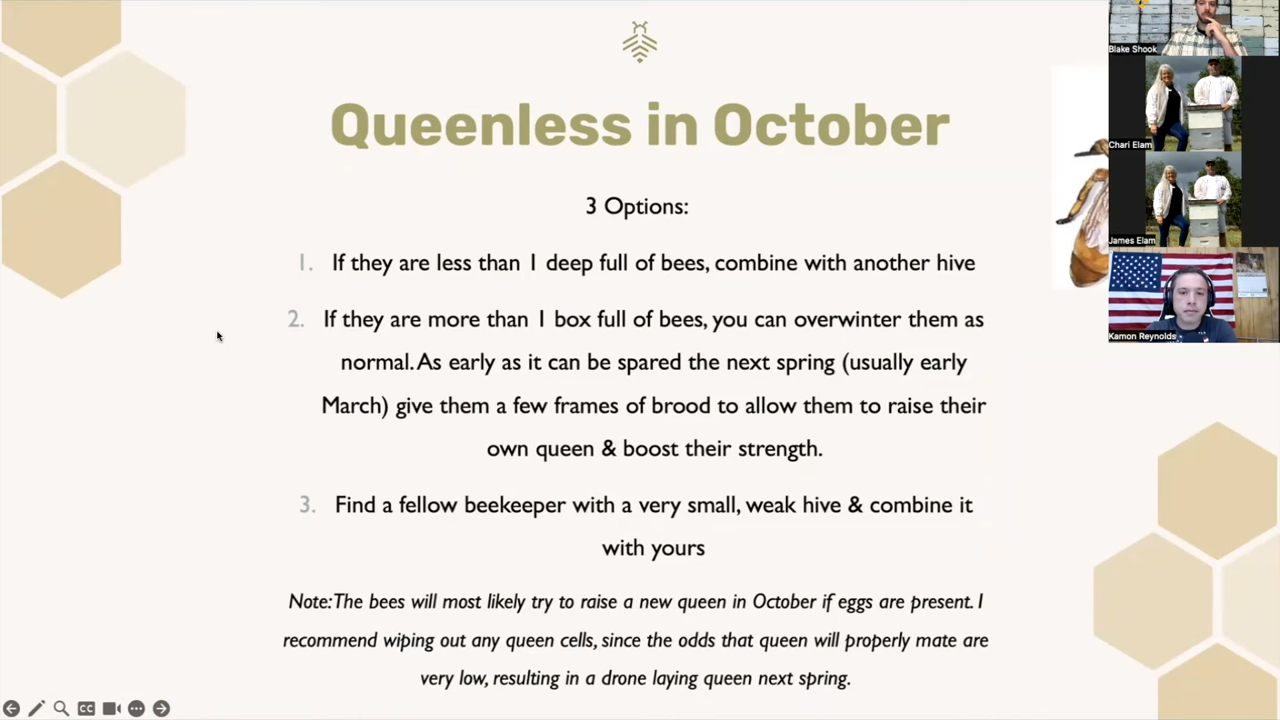 Queenless in October
3 Options:
1. If they are less than 1 deep full of bees, combine with another hive
2. If they are more than 1 box full of bees, you can overwinter them as
normal. As early as it can be spared the next spring (usually early
March) give them a few frames of brood to allow them to raise their
own queen & boost their strength.
3. Find a fellow beekeeper with a very small, weak hive & combine it
with yours
Note: The bees will most likely try to raise a new queen in October if eggs are present. I
recommend wiping out any queen cells, since the odds that queen will properly mate are
very low, resulting in a drone laying queen next spring.
Blake Shook
Chari Elam
James Elam
Kamon Reynolds
CC